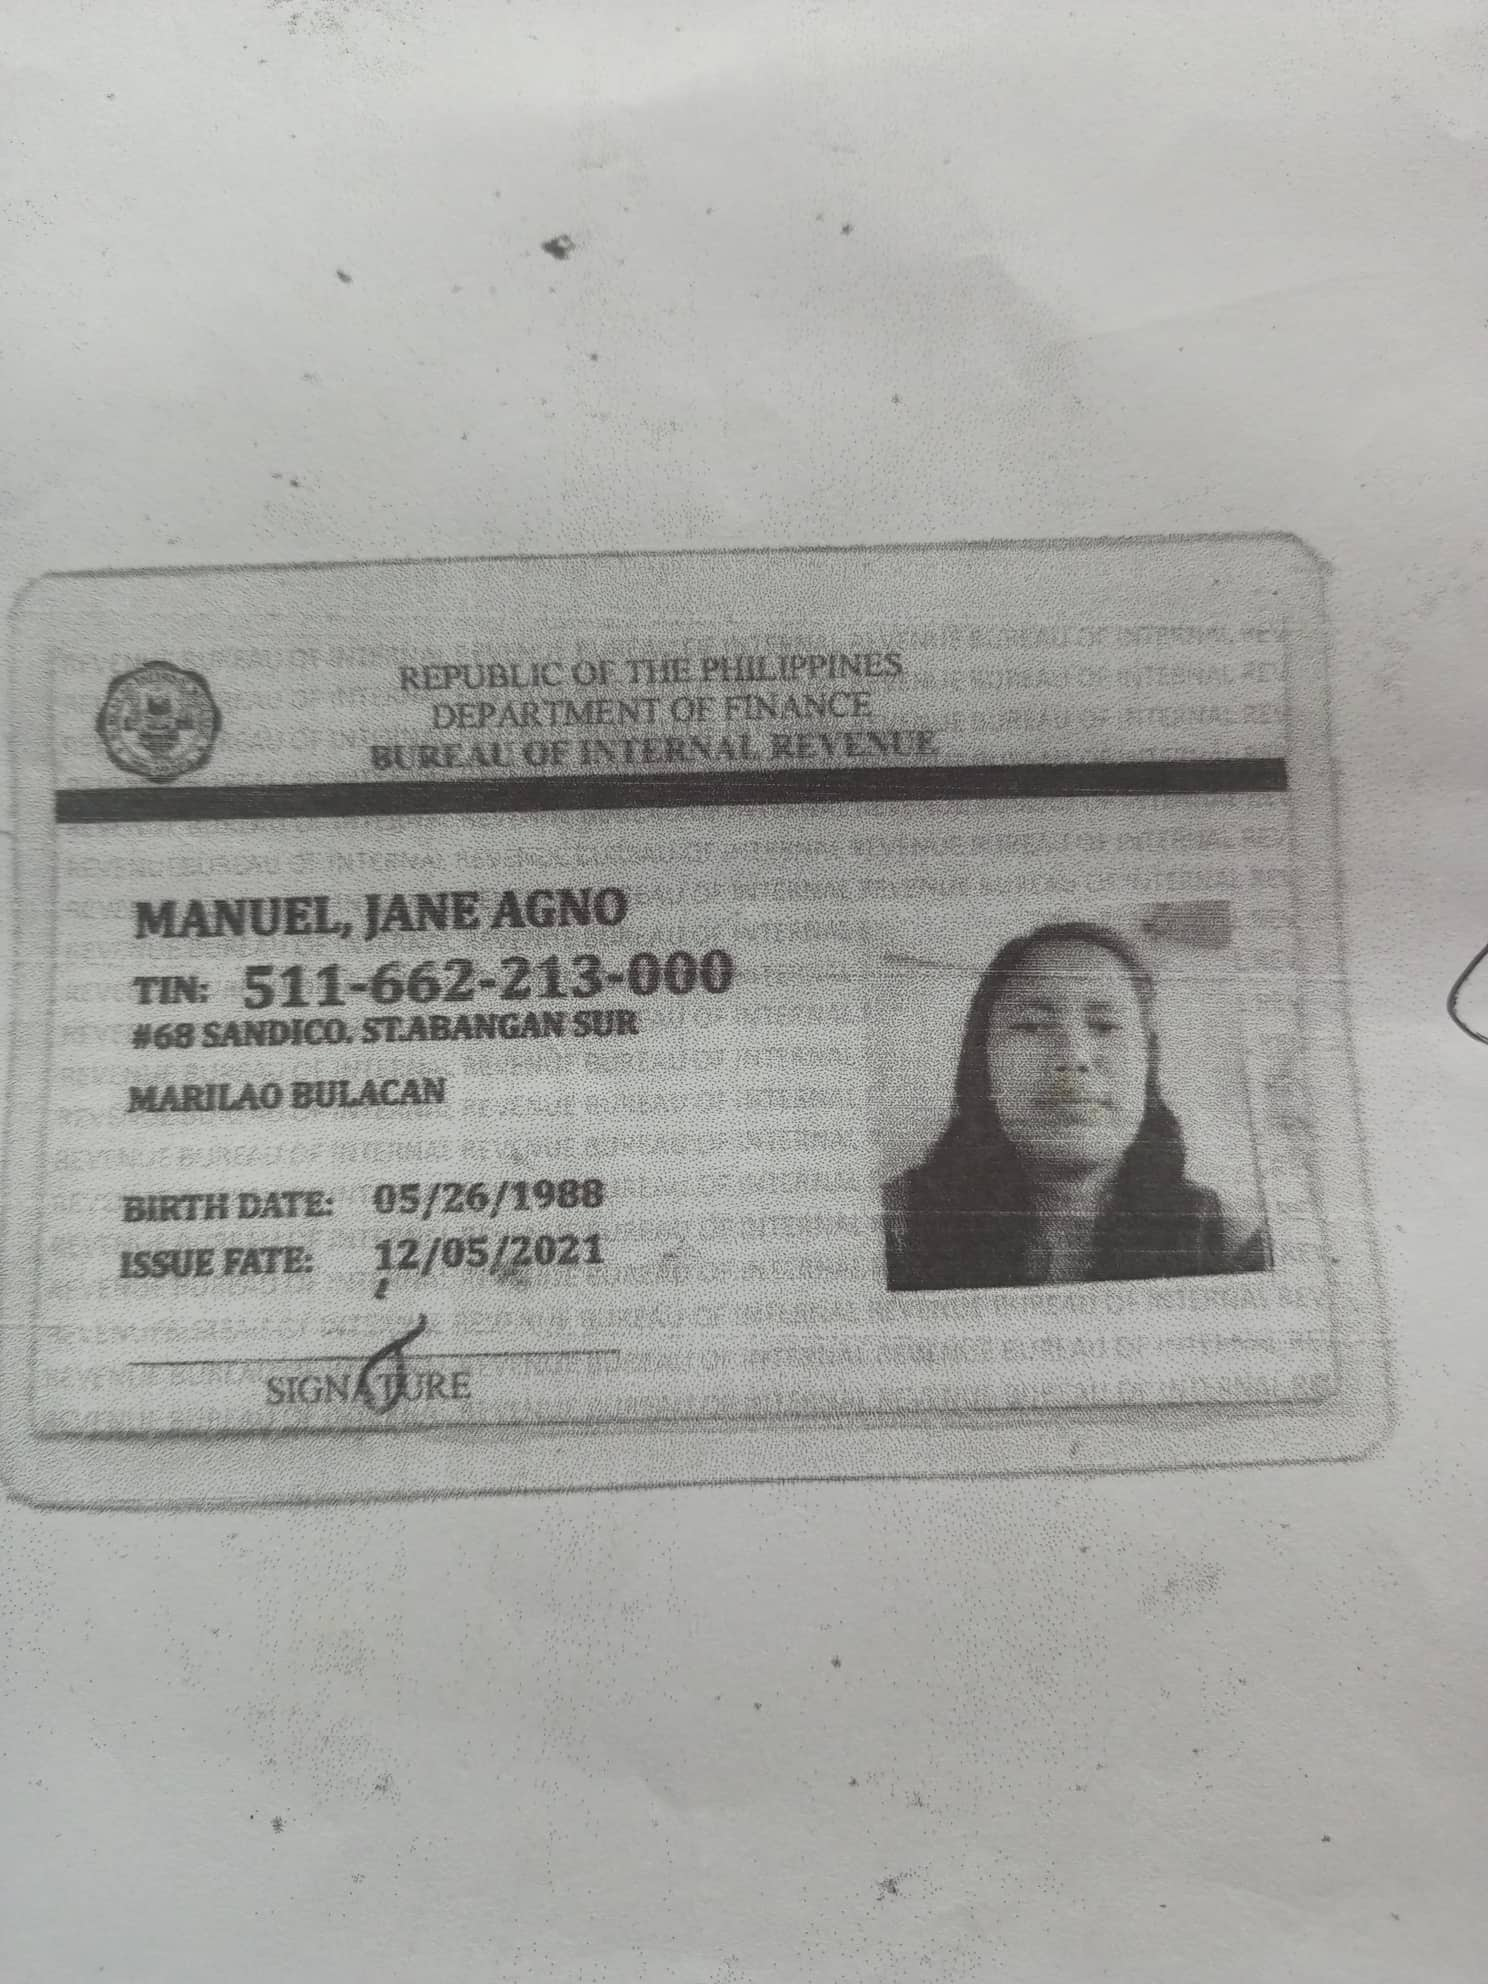 REPUBLIC OF THE PHILIPPINES
DEPARTMENT OF FINANCE
BUREAU OF INTERNAL REVENUE
MANUEL, JANE AGNO
TIN: 511-662-213-000
#68 SANDICO. ST.ABANGAN SUR
MARILAO BULACAN
BIRTH DATE: 05/26/1988
ISSUE FATE: 12/05/2021
SIGNATURE